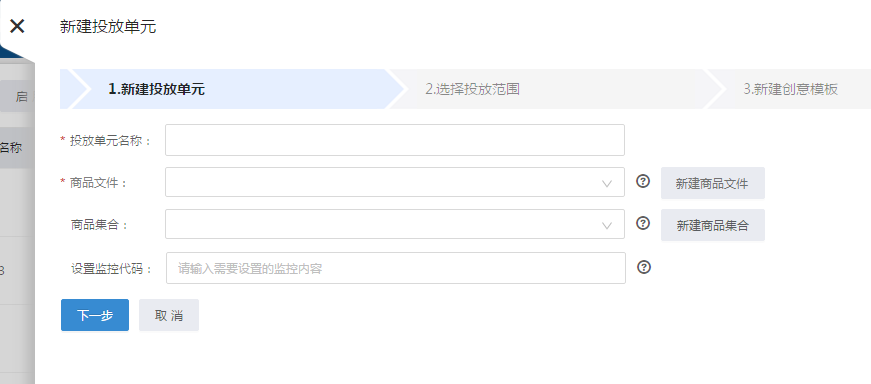 新建投放单元
启
1.新建投放单元
2.选择投放范围
3.新建创意模板
名称
* 投放单元名称：
* 商品文件：
新建商品文件
商品集合：
新建商品集合
设置监控代码：
请输入需要设置的监控内容
下一步
取 消